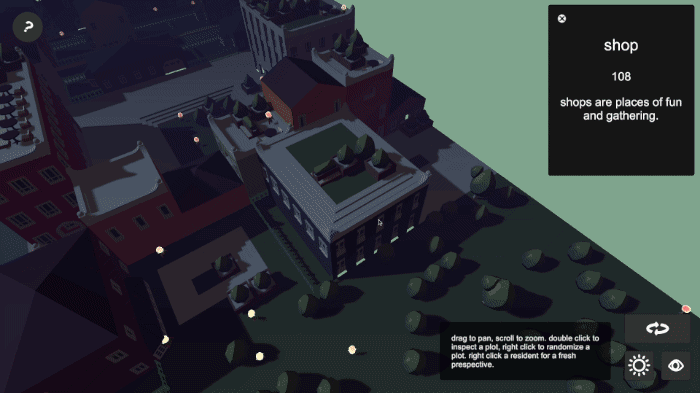 ?
shop
108
shops are places of fun
and gathering.
drag to pan, scroll to zoom. double click to
inspect a plot, right click to randomize a
plot. right click a resident for a fresh
prespective.